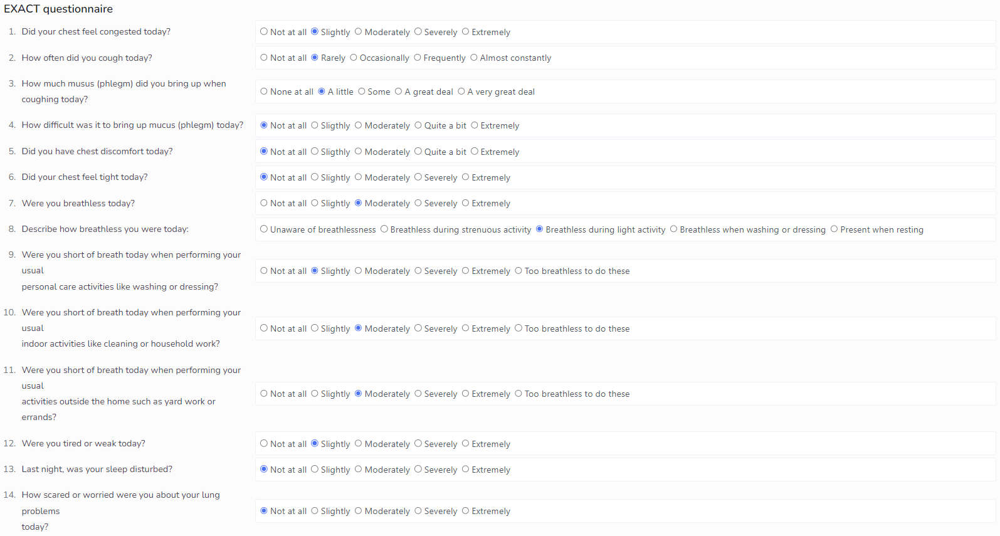 EXACT questionnaire
1. Did your chest feel congested today?
Not at all Slightly Moderately Severely Extremely
2. How often did you cough today?
Not at all Rarely Occasionally Frequently Almost constantly
3. How much musus (phlegm) did you bring up when
coughing today?
None at all A little Some A great deal A very great deal
4. How difficult was it to bring up mucus (phlegm) today?
Not at all Sligthly Moderately Quite a bit Extremely
5. Did you have chest discomfort today?
Not at all Sligthly Moderately Quite a bit Extremely
6. Did your chest feel tight today?
Not at all Slightly Moderately Severely Extremely
7. Were you breathless today?
Not at all Slightly Moderately Severely Extremely
8. Describe how breathless you were today:
Unaware of breathlessness Breathless during strenuous activity Breathless during light activity Breathless when washing or dressing Present when resting
9. Were you short of breath today when performing your
usual
personal care activities like washing or dressing?
Not at all Slightly Moderately Severely Extremely Too breathless to do these
10. Were you short of breath today when performing your
usual
indoor activities like cleaning or household work?
Not at all Slightly Moderately Severely Extremely Too breathless to do these
11. Were you short of breath today when performing your
usual
activities outside the home such as yard work or
errands?
Not at all Slightly Moderately Severely Extremely Too breathless to do these
12. Were you tired or weak today?
Not at all Slightly Moderately Severely Extremely
13. Last night, was your sleep disturbed?
Not at all Slightly Moderately Severely Extremely
14. How scared or worried were you about your lung
problems
today?
Not at all Slightly Moderately Severely Extremely